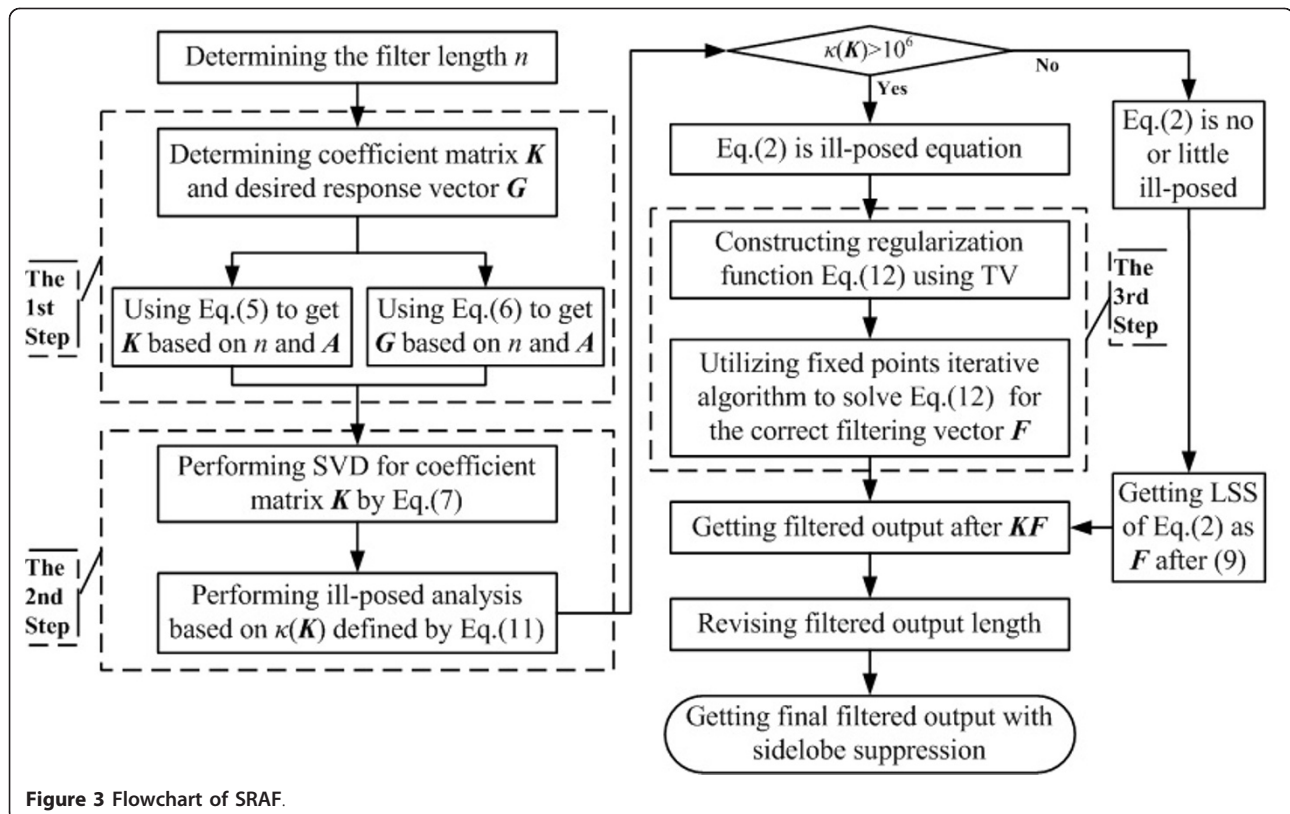 Determining the filter length n
Determining coefficient matrix K
and desired response vector G
Using Eq.(5) to get
K based on n and A
Using Eq.(6) to get
G based on n and A
The
1st
Step
Performing SVD for coefficient
matrix K by Eq.(7)
Performing ill-posed analysis
based on κ(K) defined by Eq.(11)
The
2nd
Step
κ(K)>10⁶
Yes
No
Eq.(2) is ill-posed equation
Eq.(2) is no
or little
ill-posed
Constructing regularization
function Eq.(12) using TV
Utilizing fixed points iterative
algorithm to solve Eq.(12) for
the correct filtering vector F
The
3rd
Step
Getting LSS
of Eq.(2) as
F after (9)
Getting filtered output after KF
Revising filtered output length
Getting final filtered output with
sidelobe suppression
Figure 3 Flowchart of SRAF.